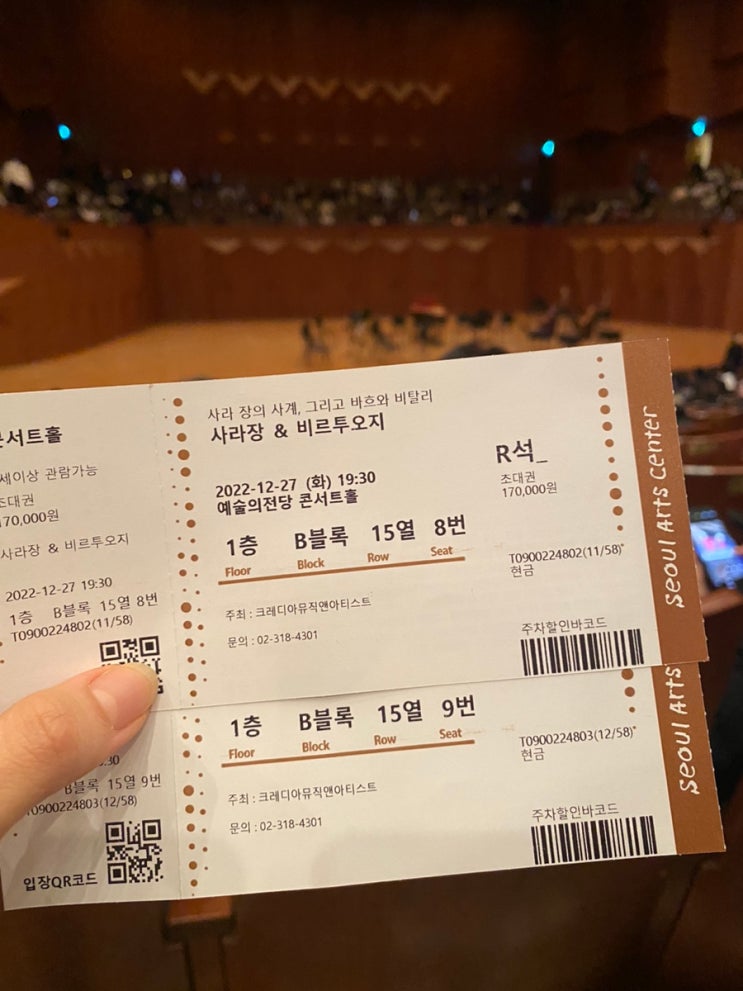 콘서트홀
세이상 관람가능
초대권
170,000원
사라장 & 비르투오지
2022-12-27 19:30
1층 B블록 15열 8번
T0900224802(11/58)
사라 장의 사계, 그리고 바흐와 비탈리
사라장 & 비르투오지
2022-12-27 (화) 19:30
예술의전당 콘서트홀
R석_
초대권
170,000원
1층 B블록 15열 8번
Floor Block Row Seat
T0900224802(11/58)*
현금
주최 : 크레디아뮤직앤아티스트
문의 : 02-318-4301
주차할인바코드
Seoul Arts Center
:30
B블록 15열 9번
T0900224803(12/58)
입장QR코드
1층 B블록 15열 9번
Floor Block Row Seat
T0900224803(12/58)*
현금
주최 : 크레디아뮤직앤아티스트
문의 : 02-318-4301
주차할인바코드
Seoul Arts